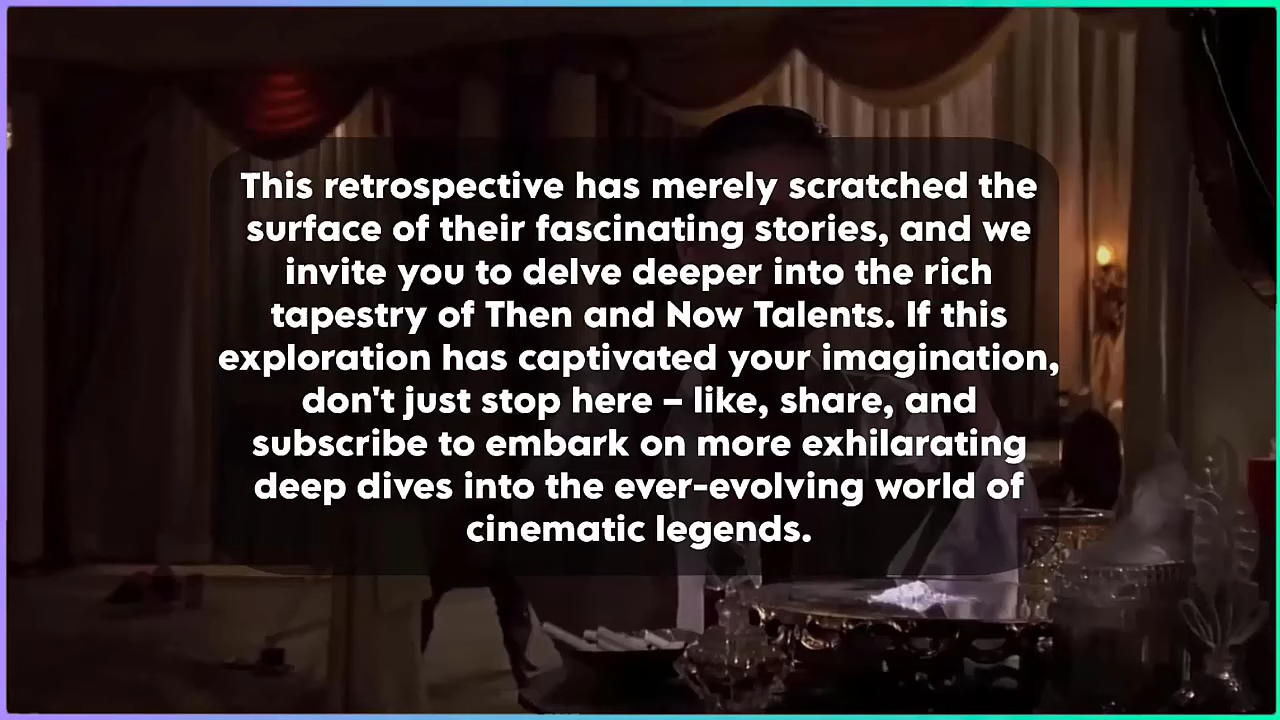 This retrospective has merely scratched the
surface of their fascinating stories, and we
invite you to delve deeper into the rich
tapestry of Then and Now Talents. If this
exploration has captivated your imagination,
don't just stop here – like, share, and
subscribe to embark on more exhilarating
deep dives into the ever-evolving world of
cinematic legends.